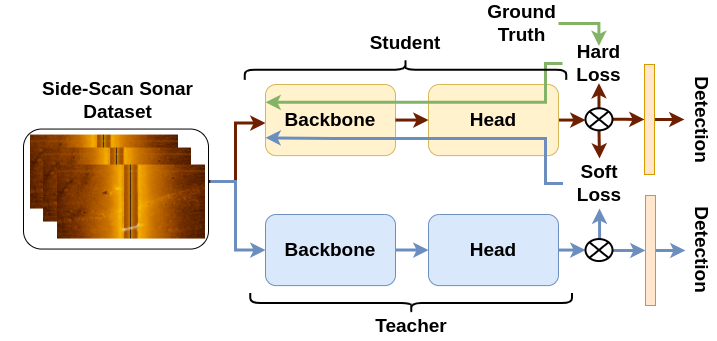 Ground
Truth
Student
Hard
Loss
Side-Scan Sonar
Dataset
Backbone
Head
Detection
Soft
Loss
Backbone
Head
Detection
Teacher